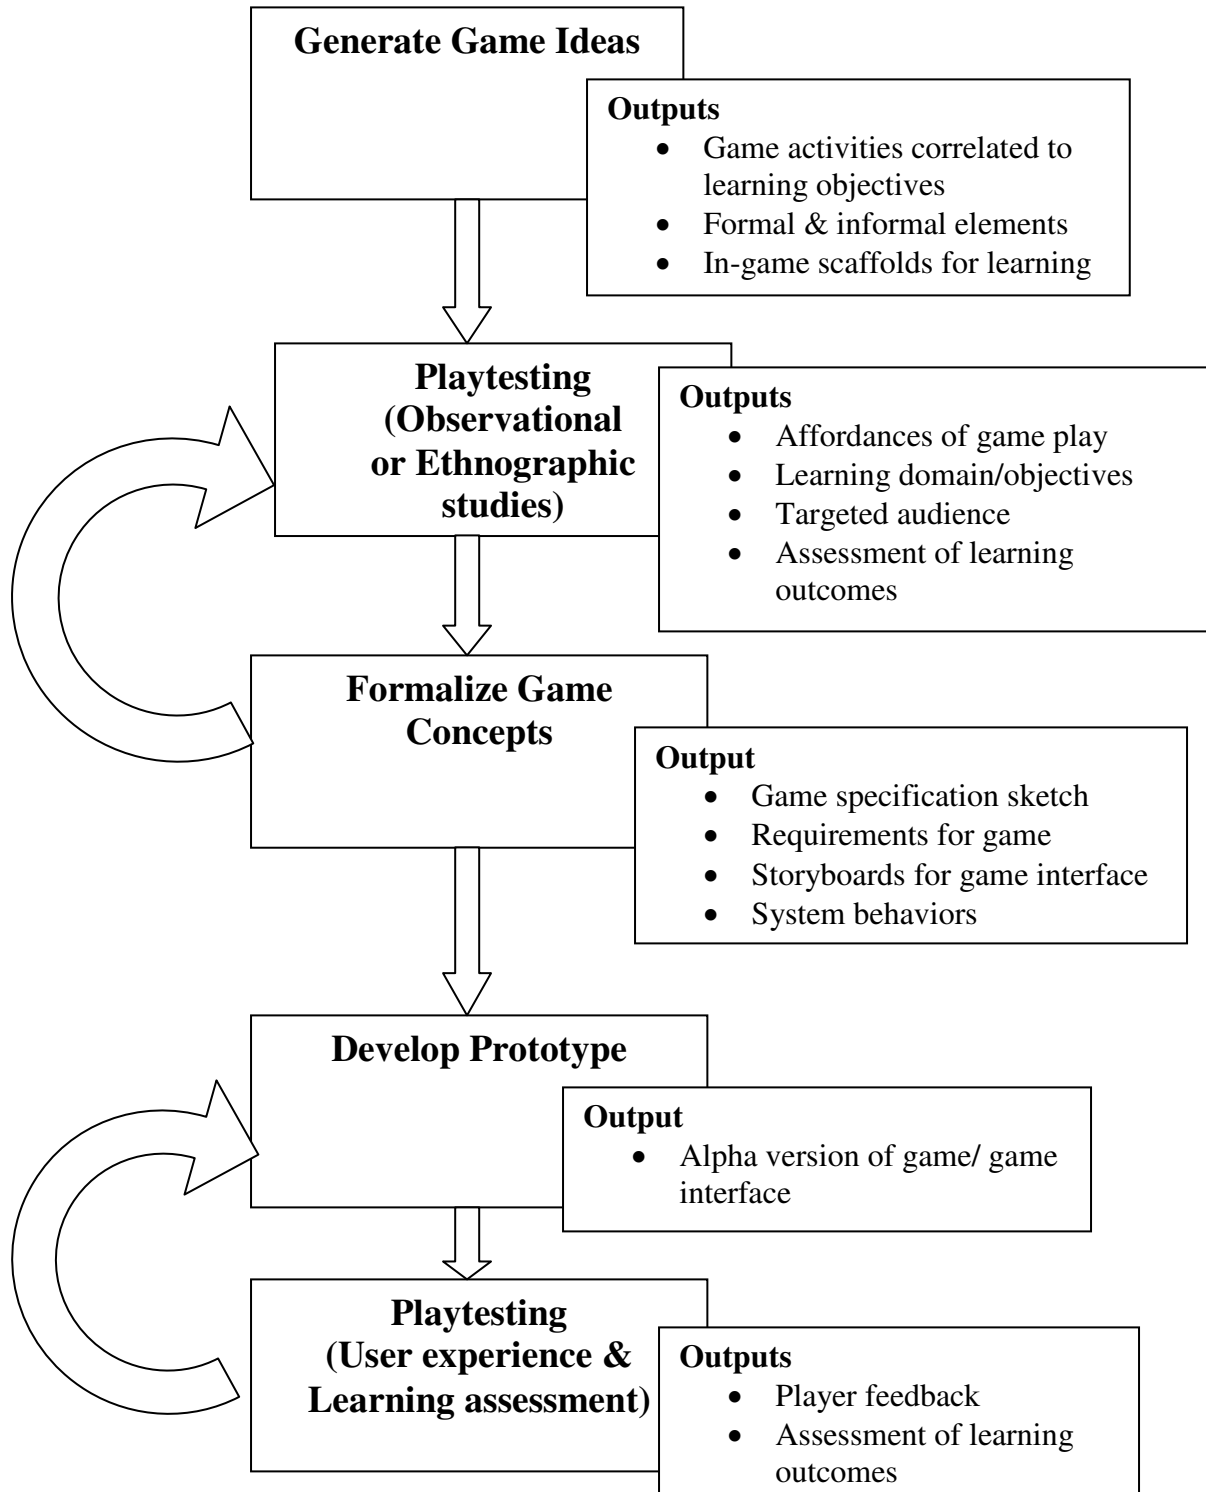 Generate Game Ideas
Outputs
• Game activities correlated to
learning objectives
• Formal & informal elements
• In-game scaffolds for learning
Playtesting
(Observational
or Ethnographic
studies)
Outputs
• Affordances of game play
• Learning domain/objectives
• Targeted audience
• Assessment of learning
outcomes
Formalize Game
Concepts
Output
• Game specification sketch
• Requirements for game
• Storyboards for game interface
• System behaviors
Develop Prototype
Output
• Alpha version of game/ game
interface
Playtesting
(User experience &
Learning assessment)
Outputs
• Player feedback
• Assessment of learning
outcomes